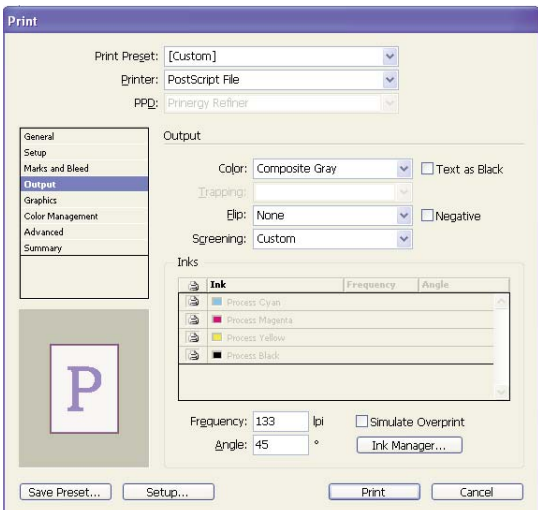 Print
Print Preset: [Custom]
Printer: PostScript File
PPD: Prinergy Refiner
General
Setup
Marks and Bleed
Output
Graphics
Color Management
Advanced
Summary
P
Output
Color: Composite Gray Text as Black
Trapping:
Flip: None Negative
Screening: Custom
Inks
Ink Frequency Angle
Process Cyan
Process Magenta
Process Yellow
Process Black
Frequency: 133 lpi Simulate Overprint
Angle: 45 ° Ink Manager...
Save Preset... Setup... Print Cancel